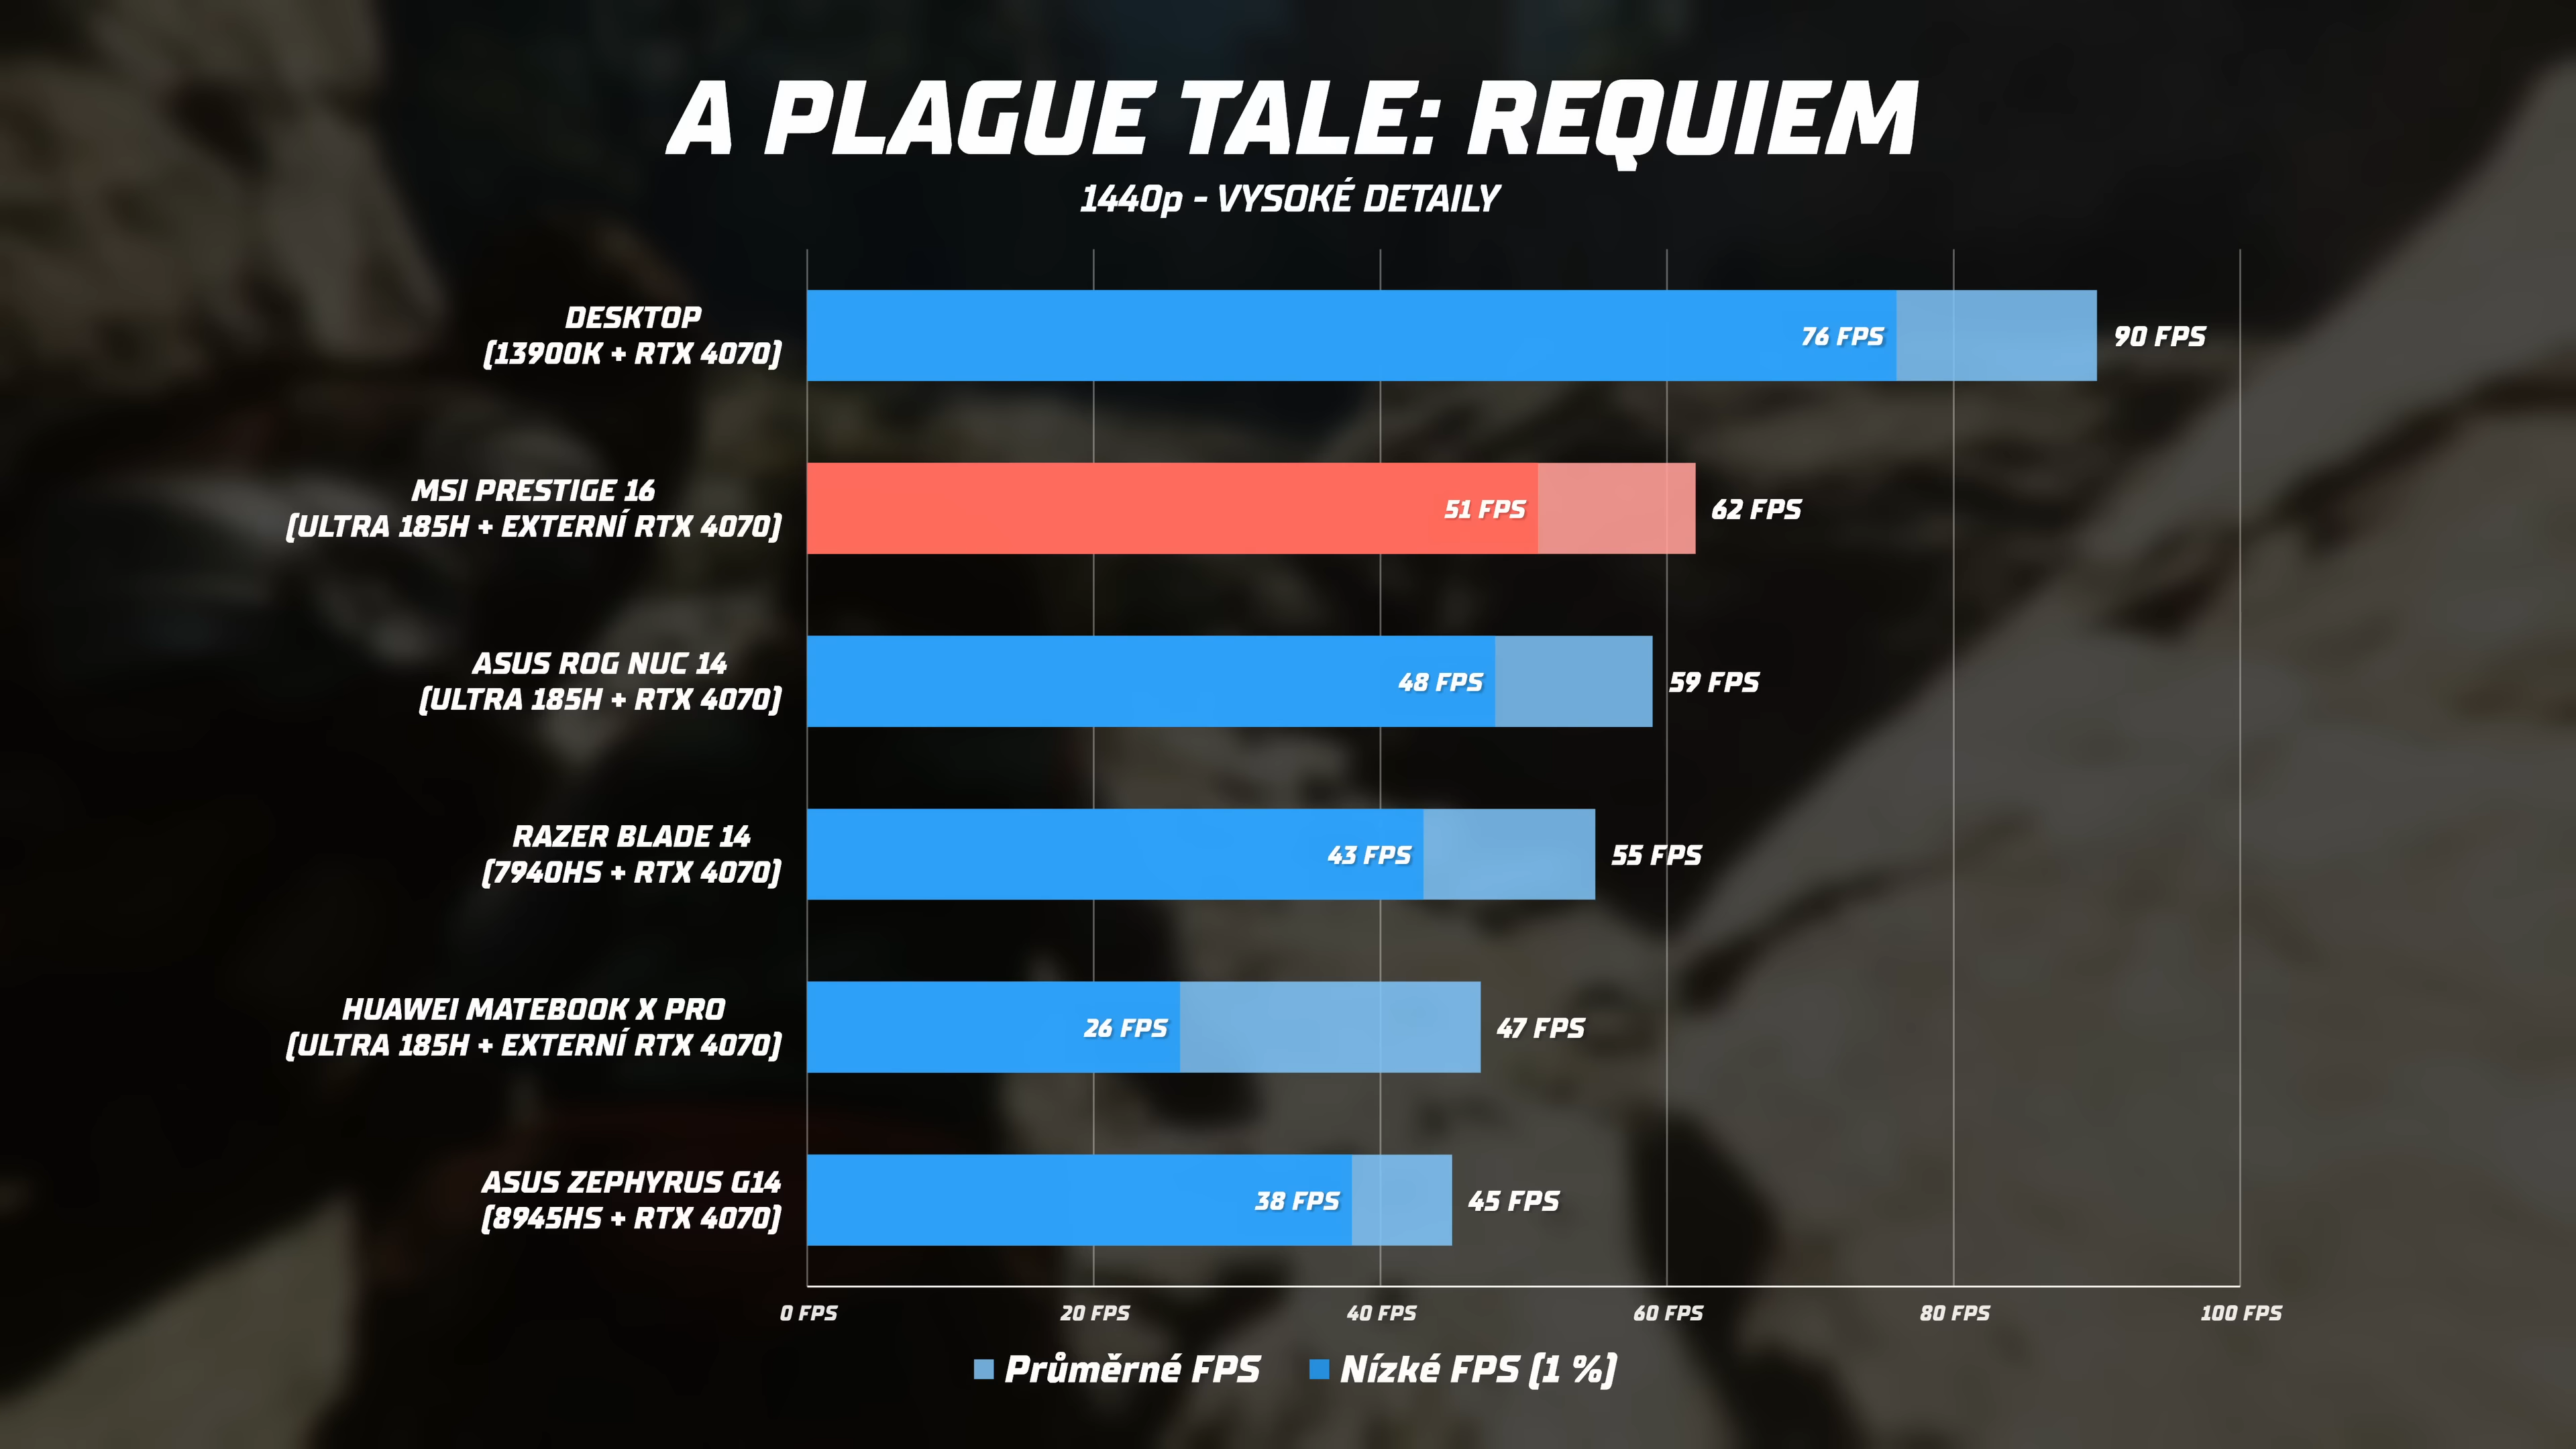 A PLAGUE TALE: REQUIEM
1440p - VYSOKÉ DETAILY
DESKTOP
(13900K + RTX 4070)
76 FPS
90 FPS
MSI PRESTIGE 16
(ULTRA 185H + EXTERNÍ RTX 4070)
51 FPS
62 FPS
ASUS ROG NUC 14
(ULTRA 185H + RTX 4070)
48 FPS
59 FPS
RAZER BLADE 14
(7940HS + RTX 4070)
43 FPS
55 FPS
HUAWEI MATEBOOK X PRO
(ULTRA 185H + EXTERNÍ RTX 4070)
26 FPS
47 FPS
ASUS ZEPHYRUS G14
(8945HS + RTX 4070)
38 FPS
45 FPS
0 FPS
20 FPS
40 FPS
60 FPS
80 FPS
100 FPS
Průměrné FPS
Nízké FPS (1 %)